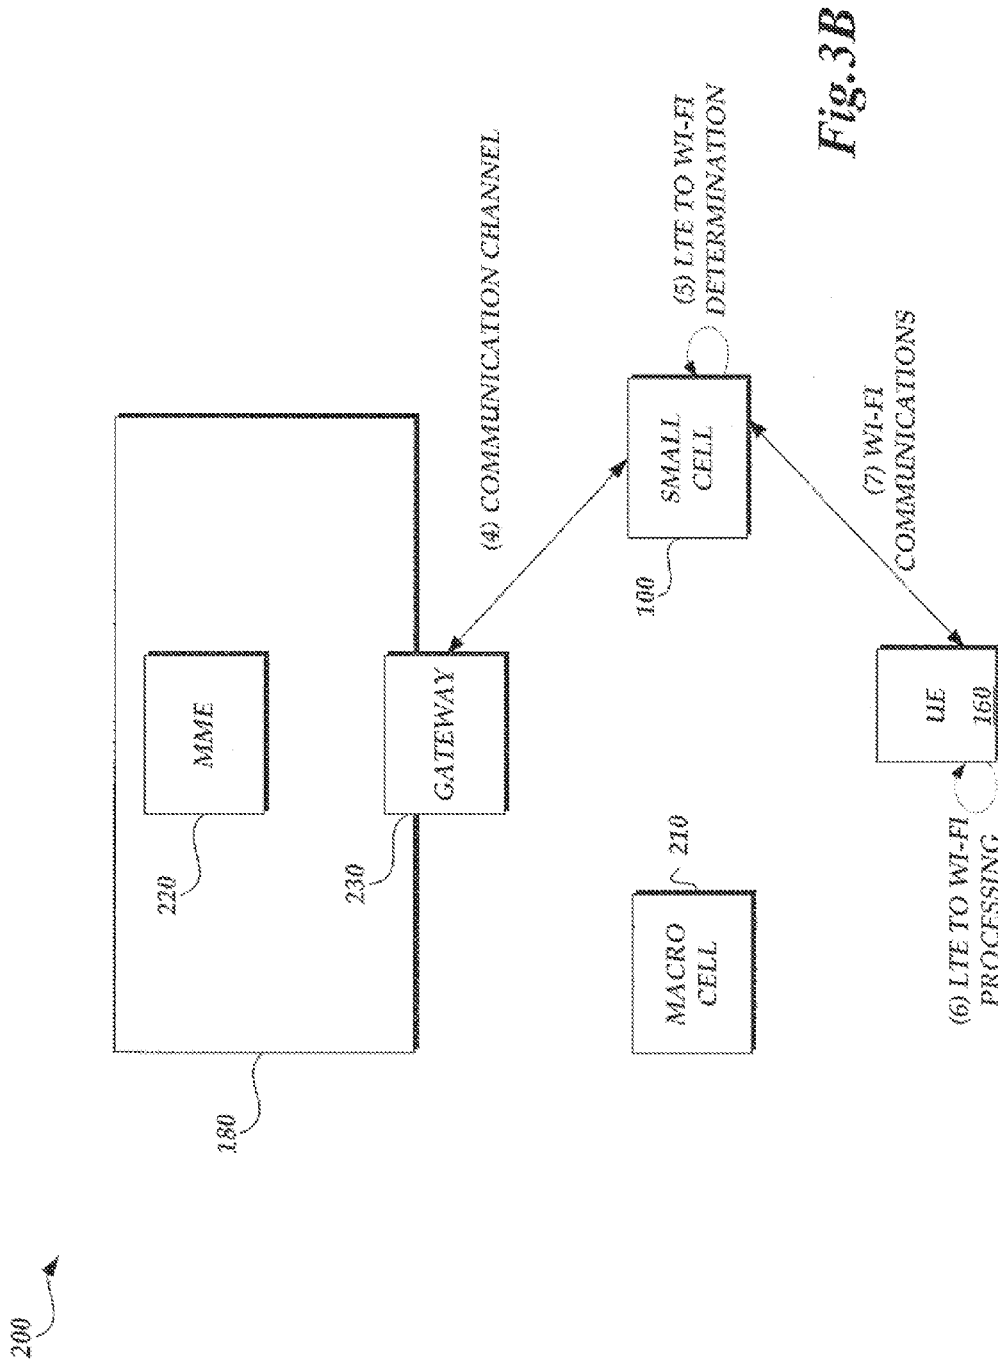 200
180
220
MME
230
GATEWAY
(4) COMMUNICATION CHANNEL
MACRO
CELL
210
100
SMALL
CELL
(5) LTE TO WI-FI
DETERMINATION
(6) LTE TO WI-FI
PROCESSING
UE
160
(7) WI-FI
COMMUNICATIONS
Fig.3B